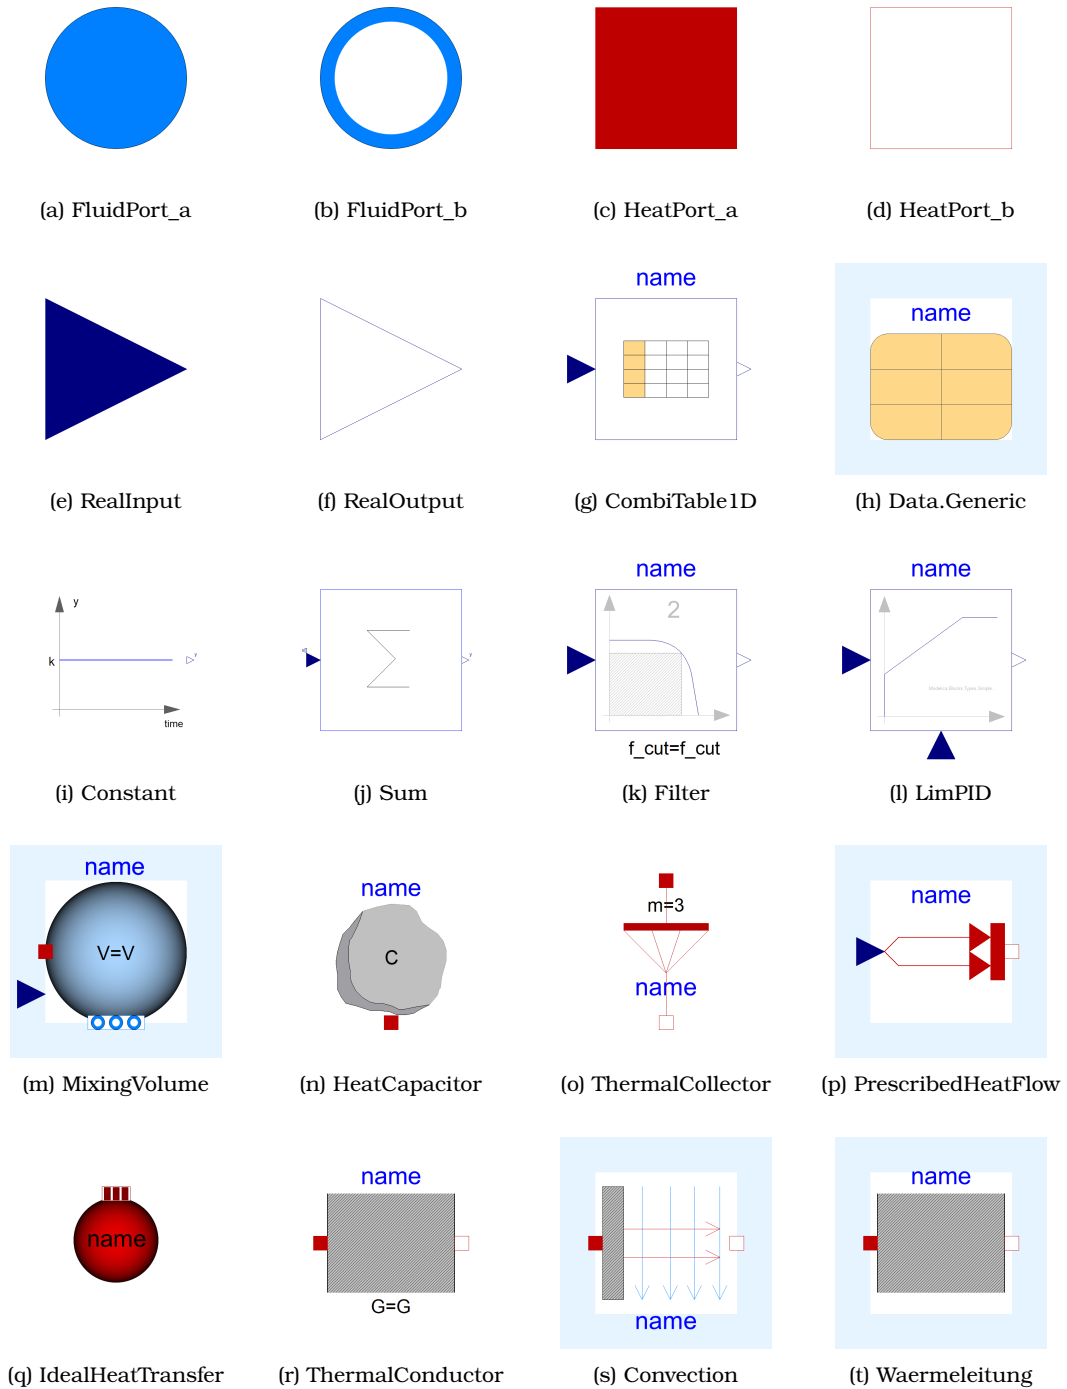 (a) FluidPort_a
(b) FluidPort_b
(c) HeatPort_a
(d) HeatPort_b
name
name
(e) RealInput
(f) RealOutput
(g) CombiTable1D
(h) Data.Generic
name
name
y
2
k
y
y
time
f_cut=f_cut
(i) Constant
(j) Sum
(k) Filter
(l) LimPID
name
name
name
m=3
V=V
C
name
(m) MixingVolume
(n) HeatCapacitor
(o) ThermalCollector
(p) PrescribedHeatFlow
name
name
name
G=G
name
(q) IdealHeatTransfer
(r) ThermalConductor
(s) Convection
(t) Waermeleitung